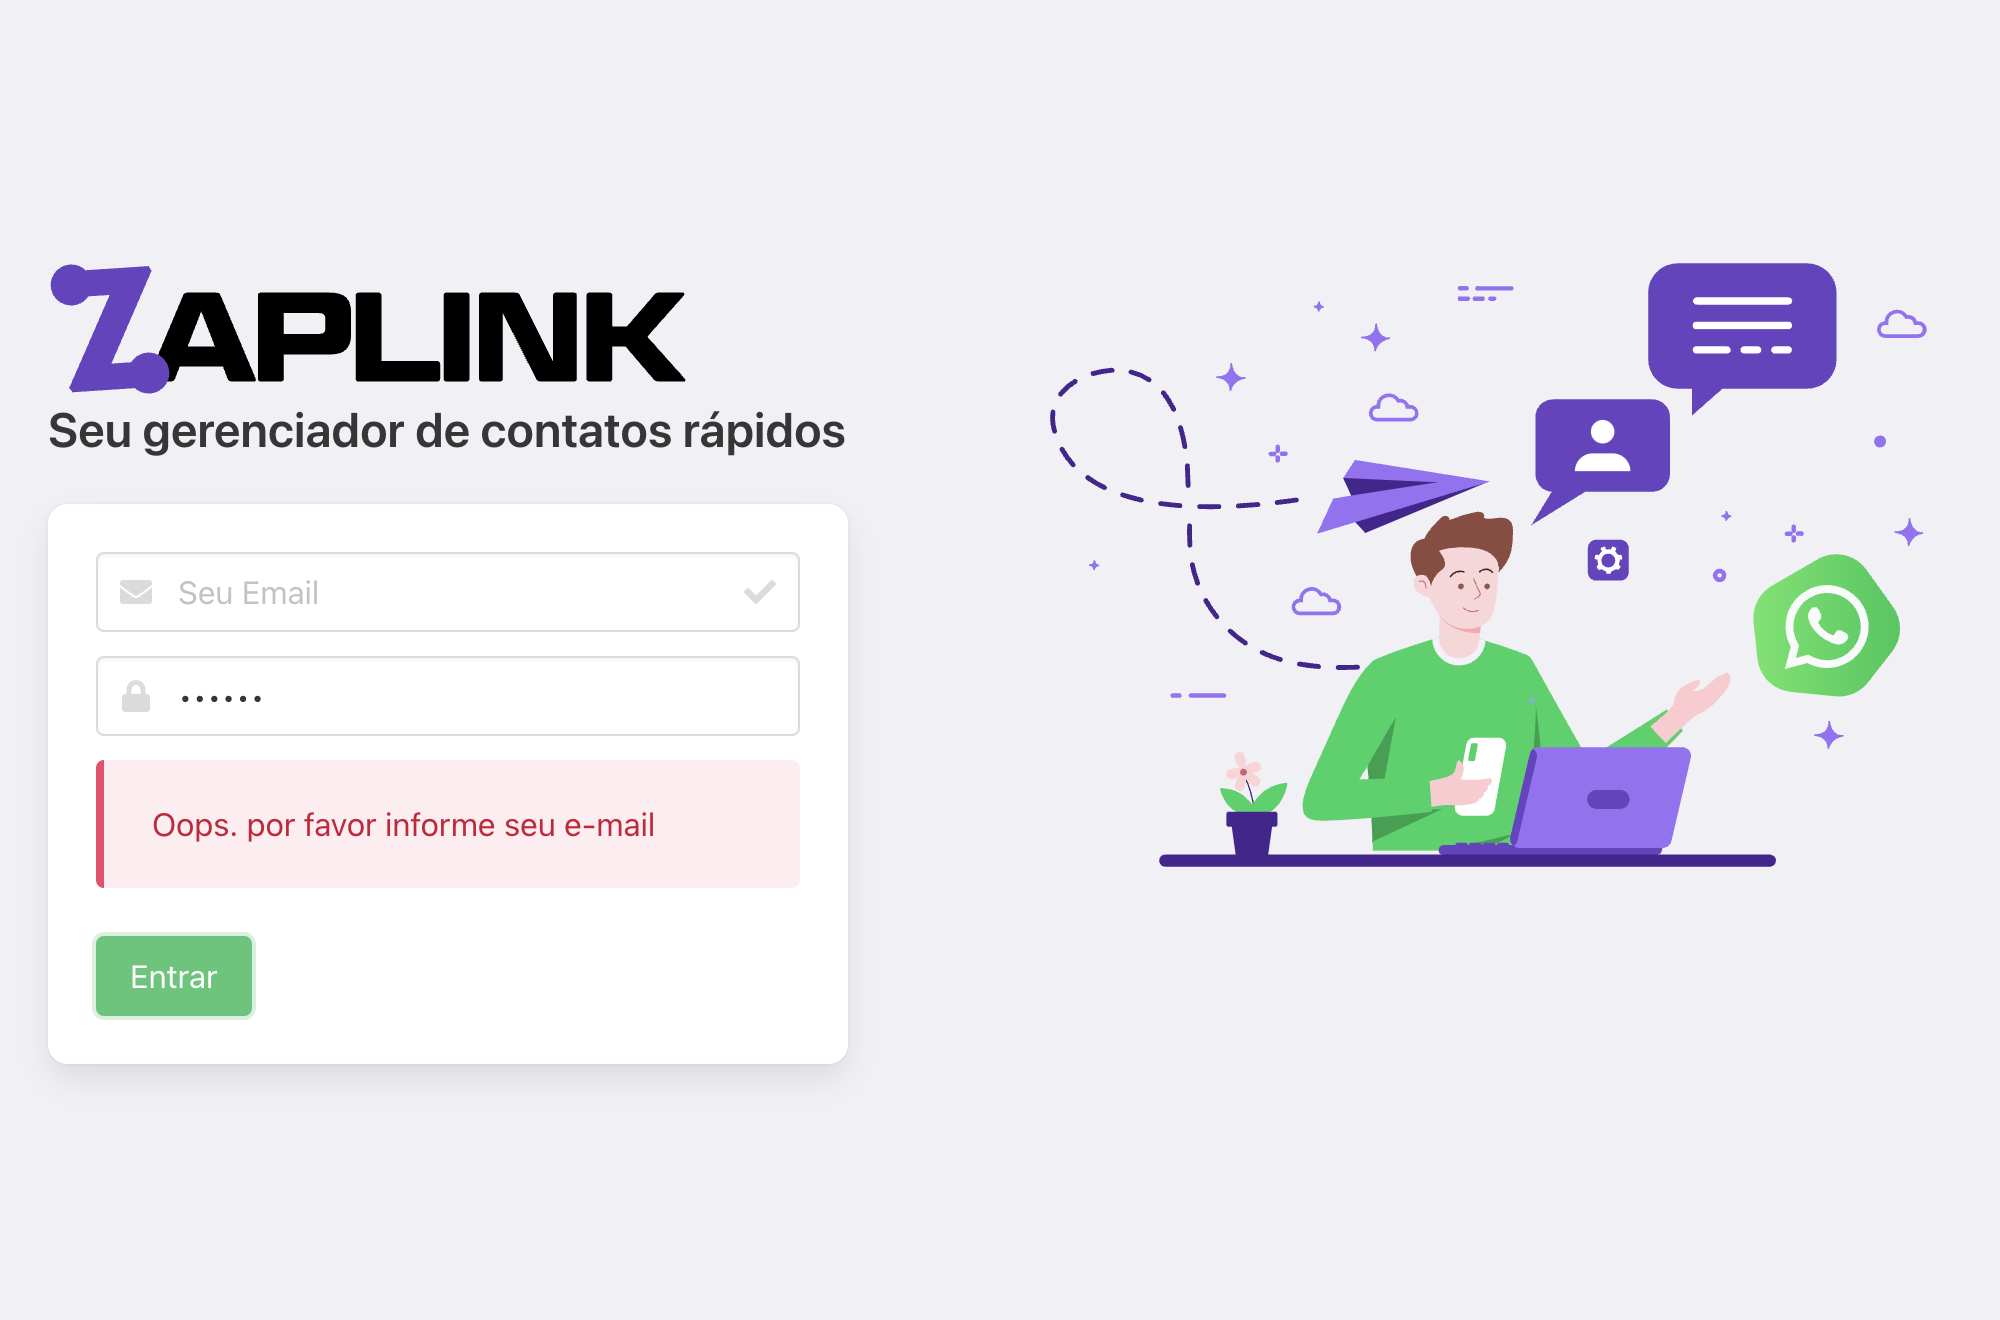 ZAPLINK
Seu gerenciador de contatos rápidos
Seu Email
••••••
Oops. por favor informe seu e-mail
Entrar